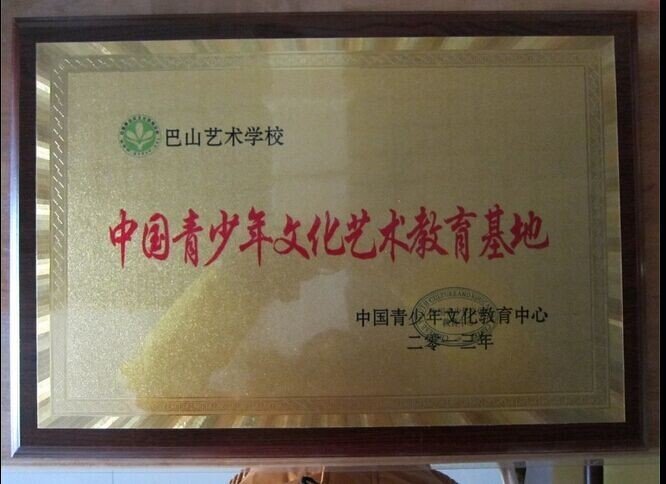 巴山艺术学校
中国青少年文化艺术教育基地
中国青少年文化教育中心
二零一二年